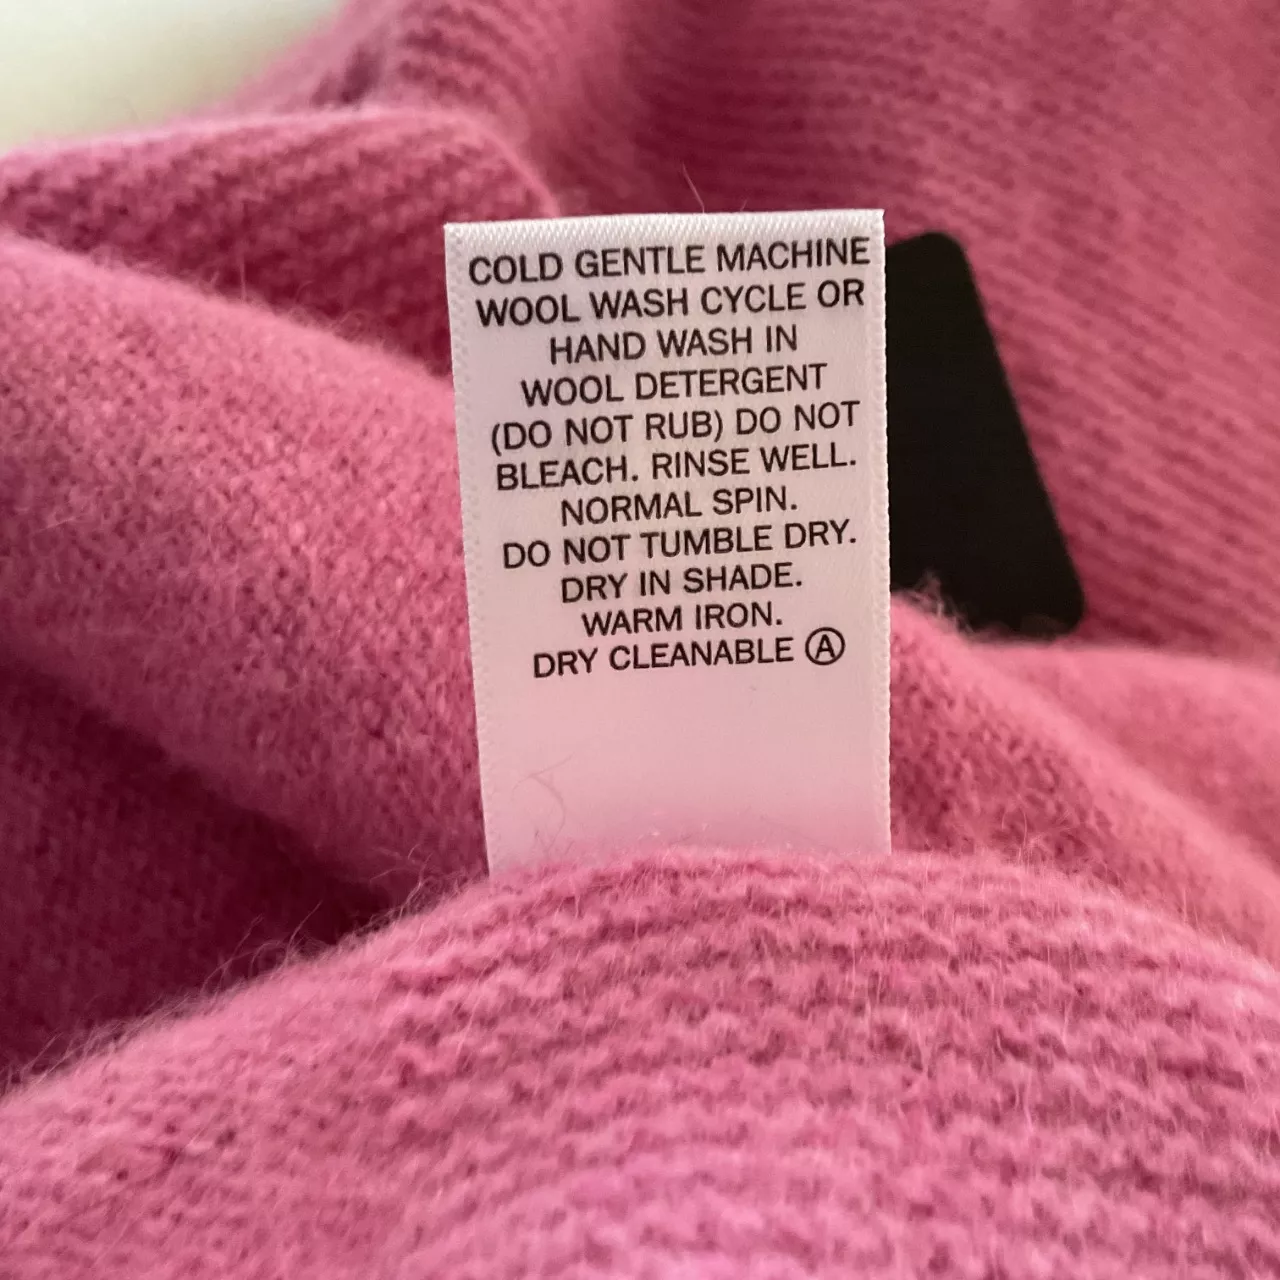 COLD GENTLE MACHINE
WOOL WASH CYCLE OR
HAND WASH IN
WOOL DETERGENT
(DO NOT RUB) DO NOT
BLEACH. RINSE WELL.
NORMAL SPIN.
DO NOT TUMBLE DRY.
DRY IN SHADE.
WARM IRON.
DRY CLEANABLE Ⓐ